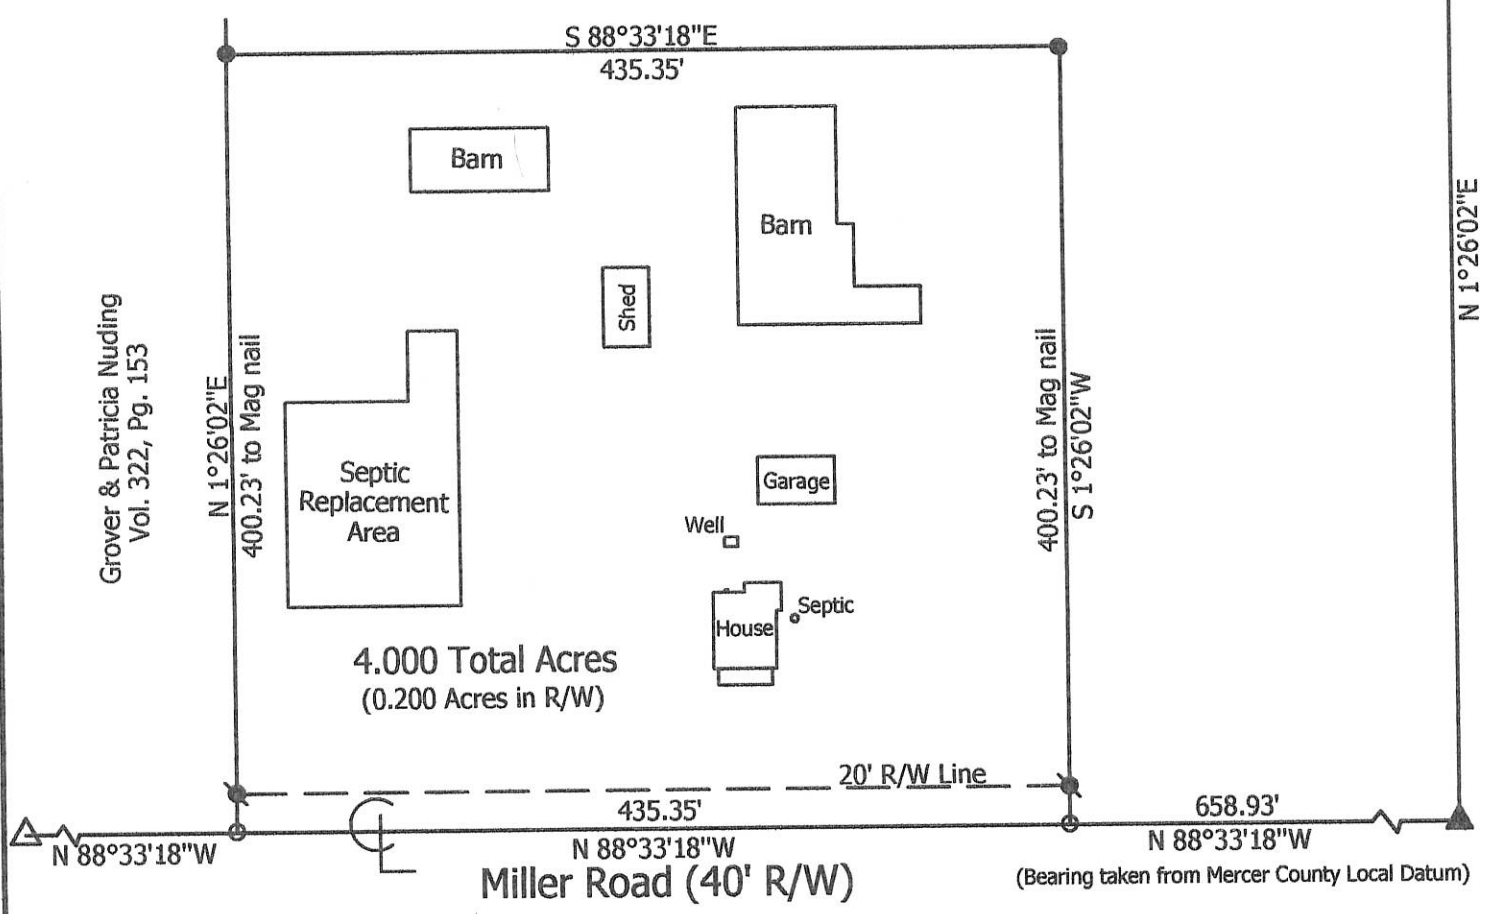 S 88°33'18"E
435.35'
Barn
Barn
Shed
N 1°26'02"E
Grover & Patricia Nuding
Vol. 322, Pg. 153
N 1°26'02"E
400.23' to Mag nail
400.23' to Mag nail
S 1°26'02"W
Septic
Replacement
Area
Garage
Well
Septic
House
4.000 Total Acres
(0.200 Acres in R/W)
20' R/W Line
435.35'
658.93'
N 88°33'18"W
N 88°33'18"W
N 88°33'18"W
CL
Miller Road (40' R/W)
(Bearing taken from Mercer County Local Datum)